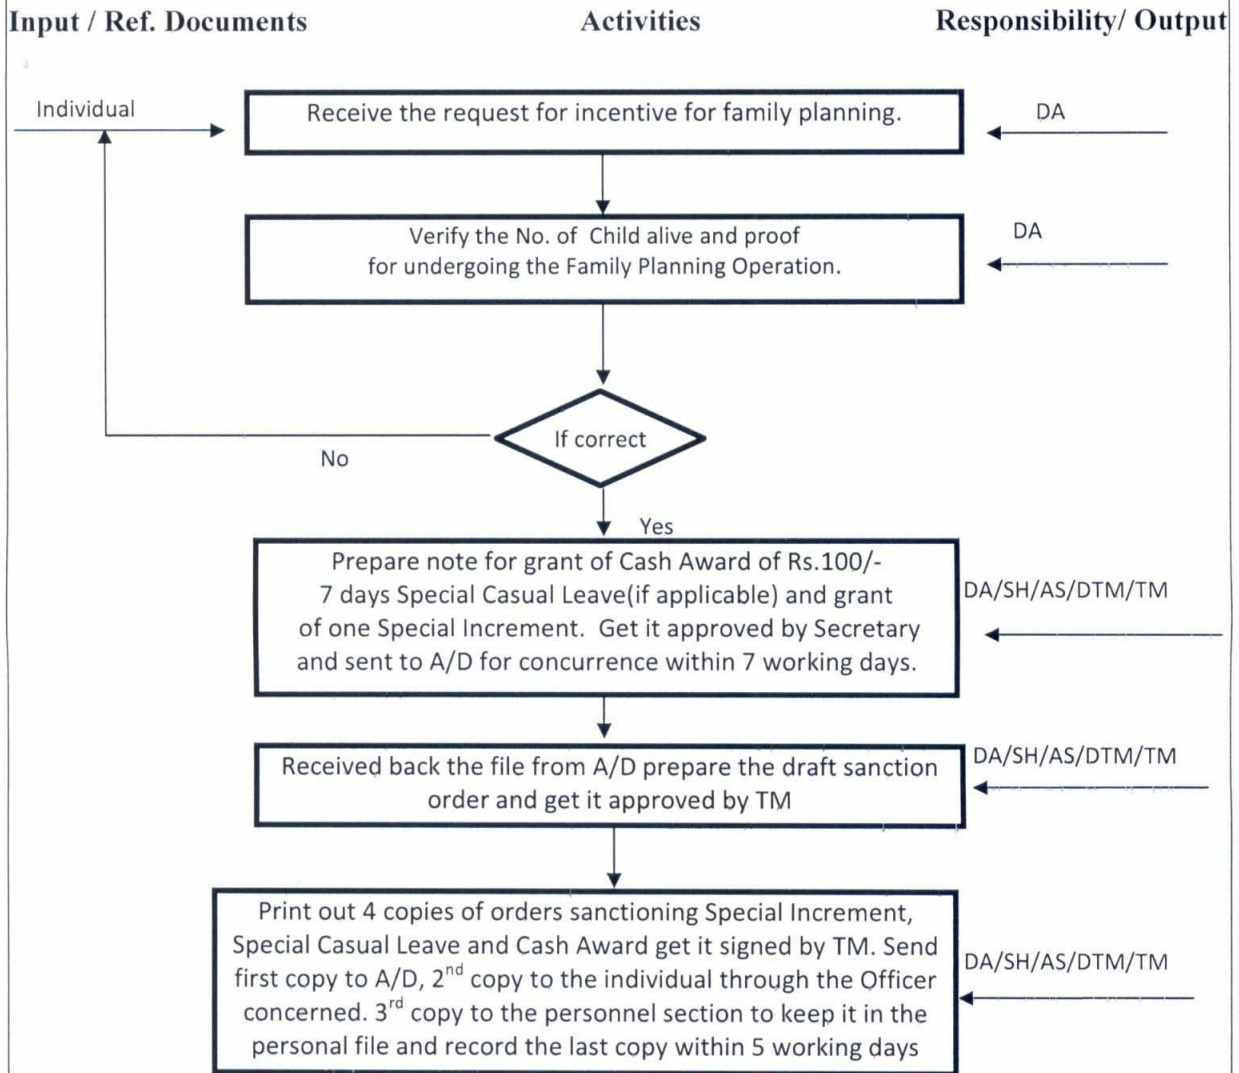 Input / Ref. Documents Activities Responsibility/ Output
Individual
Receive the request for incentive for family planning.
DA
Verify the No. of Child alive and proof
for undergoing the Family Planning Operation.
DA
If correct
No
Yes
Prepare note for grant of Cash Award of Rs.100/-
7 days Special Casual Leave(if applicable) and grant
of one Special Increment. Get it approved by Secretary
and sent to A/D for concurrence within 7 working days.
DA/SH/AS/DTM/TM
Received back the file from A/D prepare the draft sanction
order and get it approved by TM
DA/SH/AS/DTM/TM
Print out 4 copies of orders sanctioning Special Increment,
Special Casual Leave and Cash Award get it signed by TM. Send
first copy to A/D, 2nd copy to the individual through the Officer
concerned. 3rd copy to the personnel section to keep it in the
personal file and record the last copy within 5 working days
DA/SH/AS/DTM/TM